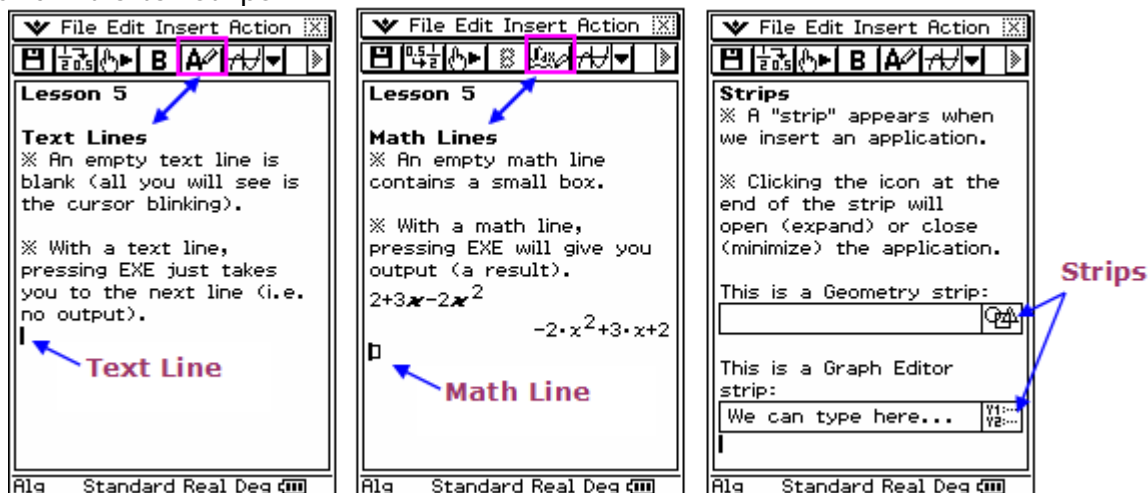 File Edit Insert Action
B A
Lesson 5
Text Lines
※ An empty text line is
blank (all you will see is
the cursor blinking).
※ With a text line,
pressing EXE just takes
you to the next line (i.e.
no output).
Text Line
Alg Standard Real Deg
File Edit Insert Action
Lesson 5
Math Lines
※ An empty math line
contains a small box.
※ With a math line,
pressing EXE will give you
output (a result).
2+3x-2x²
-2·x²+3·x+2
Math Line
Alg Standard Real Deg
File Edit Insert Action
B A
Strips
※ A "strip" appears when
we insert an application.
※ Clicking the icon at the
end of the strip will
open (expand) or close
(minimize) the application.
This is a Geometry strip:
This is a Graph Editor
strip:
We can type here... Y1:... Y2:...
Strips
Alg Standard Real Deg